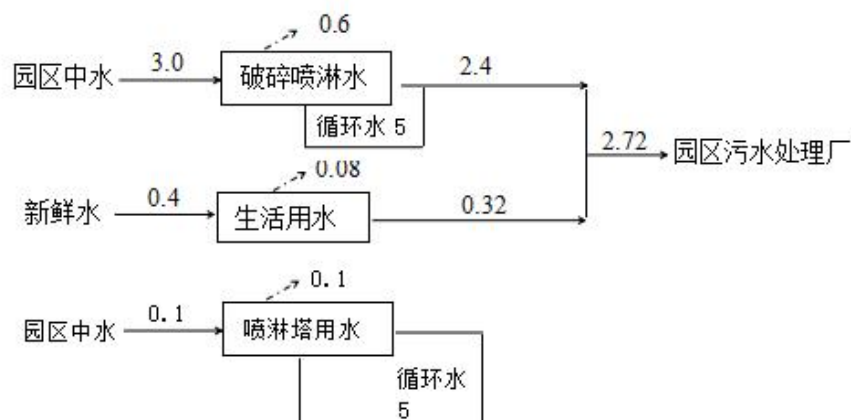 0.6
园区中水 3.0 破碎喷淋水 2.4
循环水 5
2.72 园区污水处理厂
0.08
新鲜水 0.4 生活用水 0.32
0.1
园区中水 0.1 喷淋塔用水
循环水
5